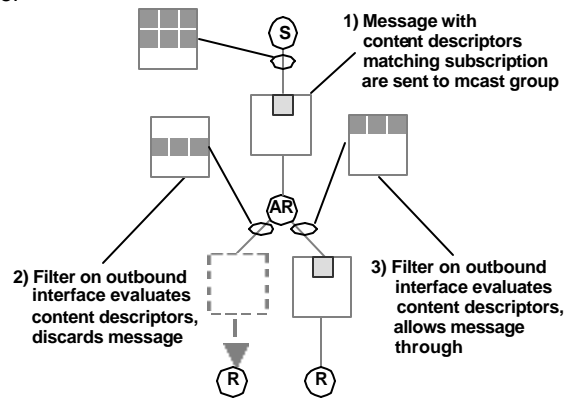 S
1) Message with
content descriptors
matching subscription
are sent to mcast group
AR
2) Filter on outbound
interface evaluates
content descriptors,
discards message
3) Filter on outbound
interface evaluates
content descriptors,
allows message
through
R
R